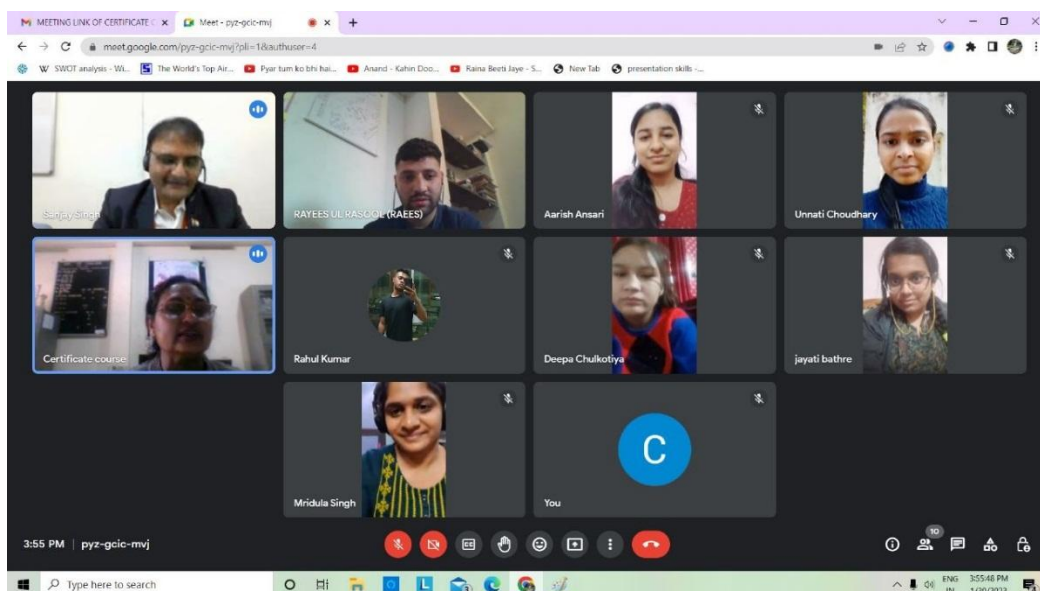 MEETING LINK OF CERTIFICATE C
Meet - pyz-gcic-mvj
meet.google.com/pyz-gcic-mvj?pli=1&authuser=4
SWOT analysis - Wi...
The World's Top Air...
Pyar tum ko bhi hai...
Anand - Kahin Doo...
Raina Beeti Jaye - S...
New Tab
presentation skills -...
Sanjay Singh
RAYEES UL RASOOL (RAEES)
Aarish Ansari
Unnati Choudhary
Certificate course
Rahul Kumar
Deepa Chulkotiya
jayati bathre
Mridula Singh
C
You
3:55 PM | pyz-gcic-mvj
10
Type here to search
ENG
IN
3:55:48 PM
1/20/2023